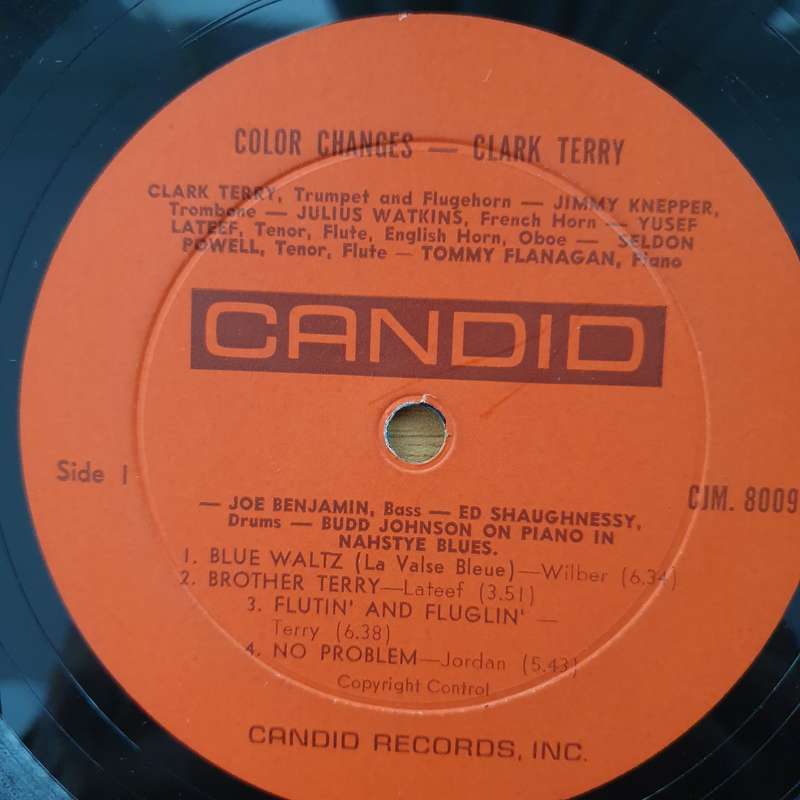 COLOR CHANGES — CLARK TERRY
CLARK TERRY, Trumpet and Flugehorn — JIMMY KNEPPER,
Trombone — JULIUS WATKINS, French Horn — YUSEF
LATEEF, Tenor, Flute, English Horn, Oboe — SELDON
POWELL, Tenor, Flute — TOMMY FLANAGAN, Piano
CANDID
Side 1
CJM. 8009
— JOE BENJAMIN, Bass — ED SHAUGHNESSY,
Drums — BUDD JOHNSON ON PIANO IN
NAHSTYE BLUES.
1. BLUE WALTZ (La Valse Bleue)—Wilber (6.34)
2. BROTHER TERRY—Lateef (3.51)
3. FLUTIN' AND FLUGLIN' —
Terry (6.38)
4. NO PROBLEM—Jordan (5.43)
Copyright Control
CANDID RECORDS, INC.